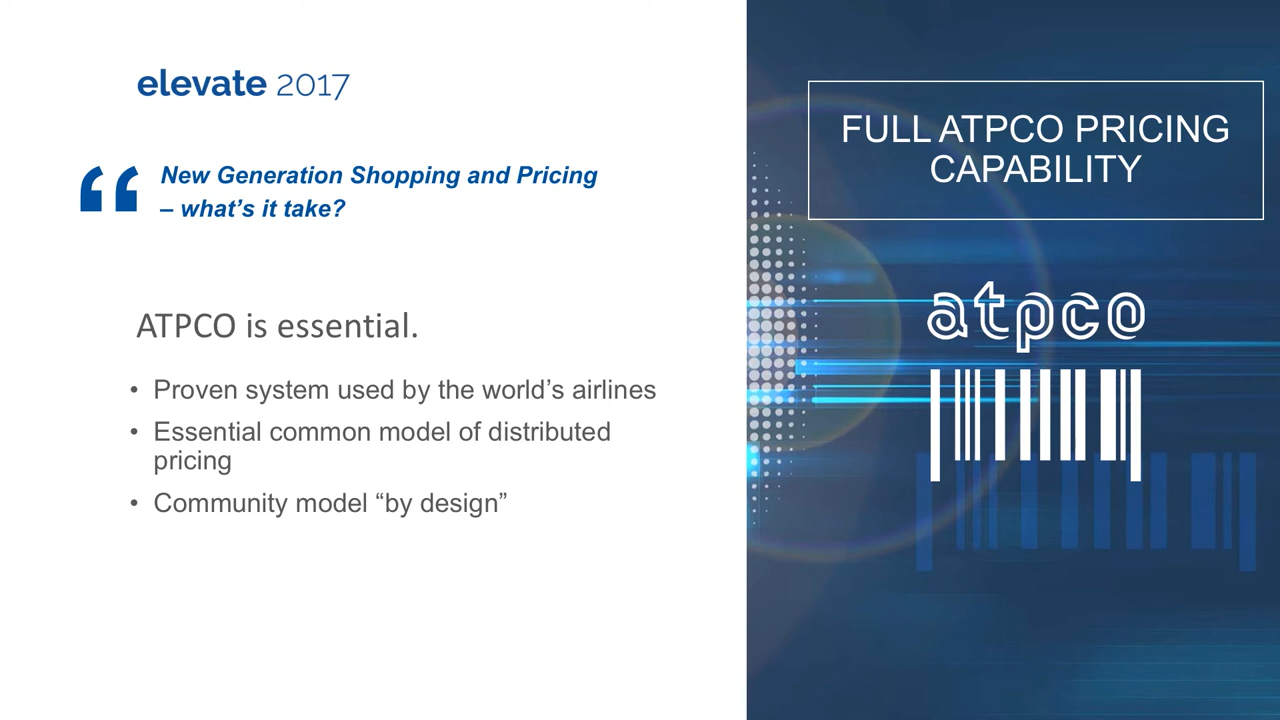 elevate 2017
“ New Generation Shopping and Pricing
– what’s it take?
ATPCO is essential.
• Proven system used by the world’s airlines
• Essential common model of distributed
pricing
• Community model “by design”
FULL ATPCO PRICING
CAPABILITY
atpco